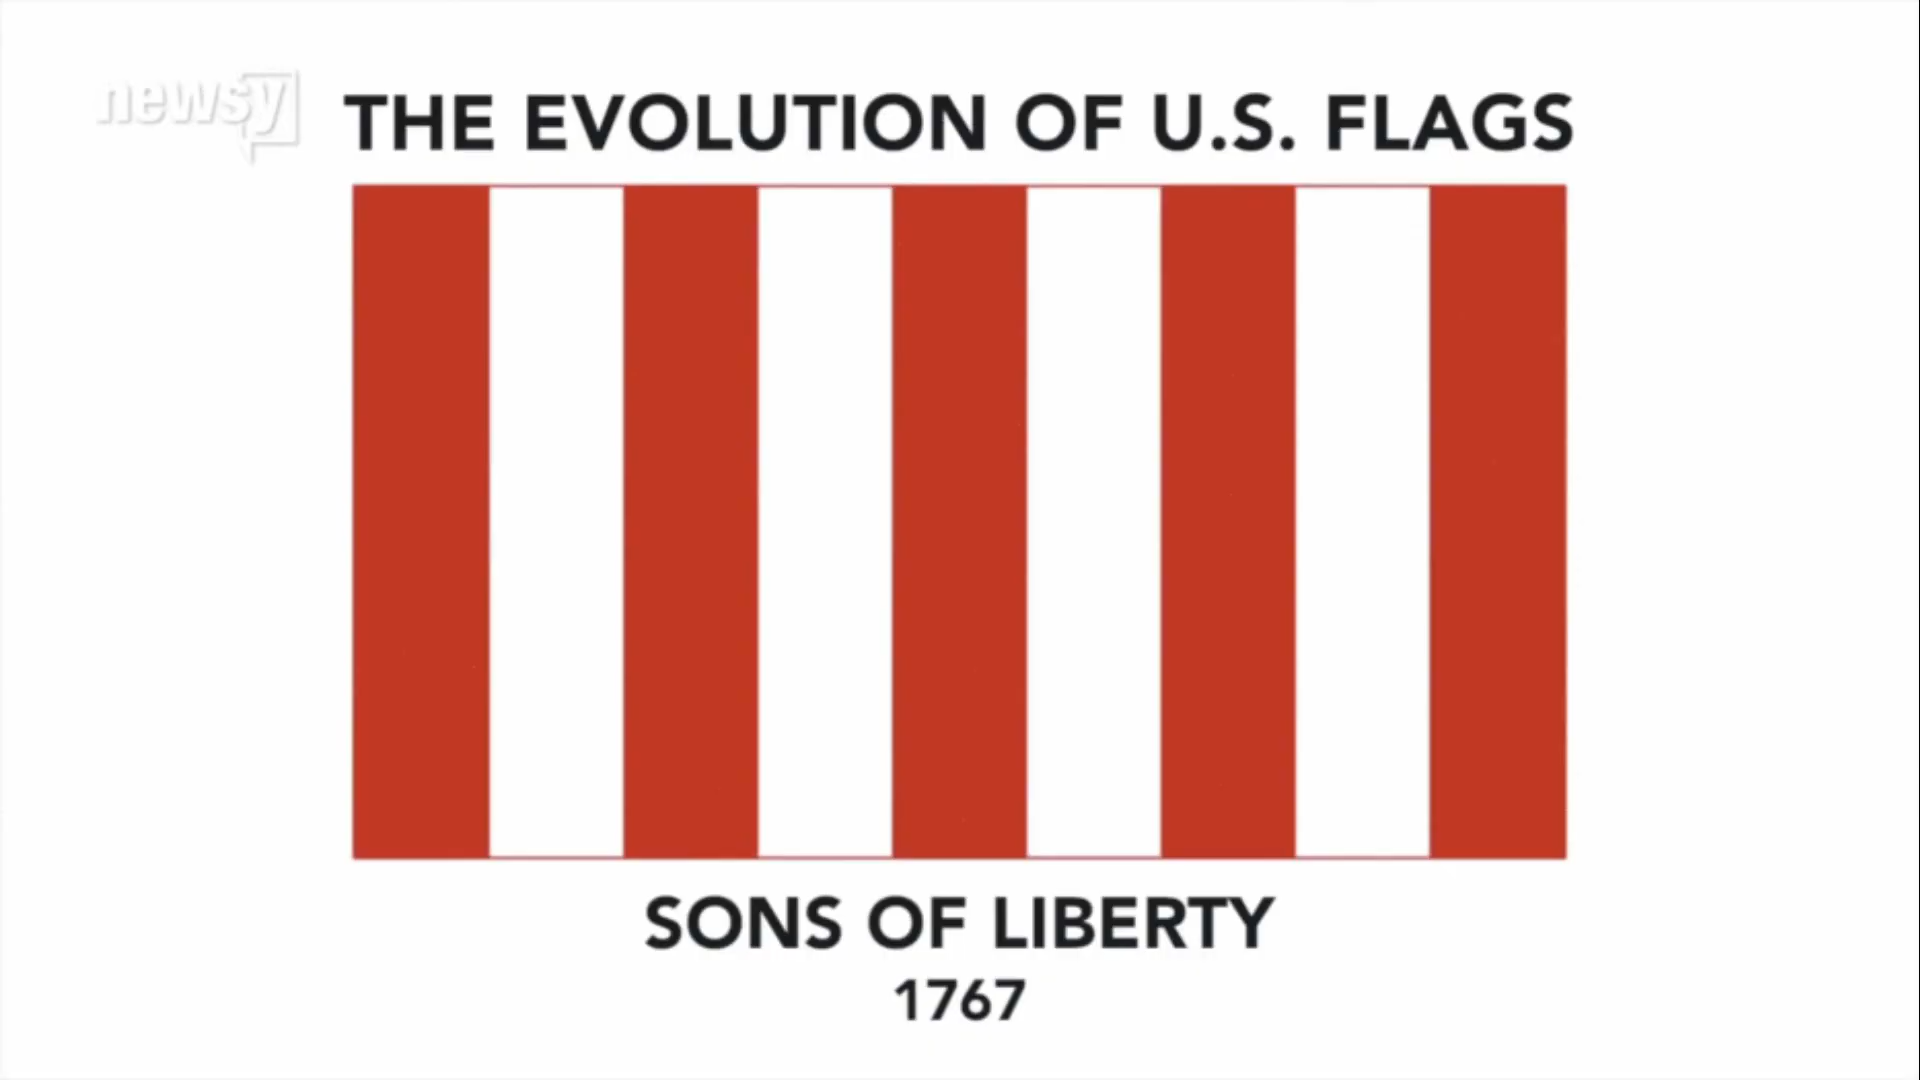 newsy
THE EVOLUTION OF U.S. FLAGS
SONS OF LIBERTY
1767